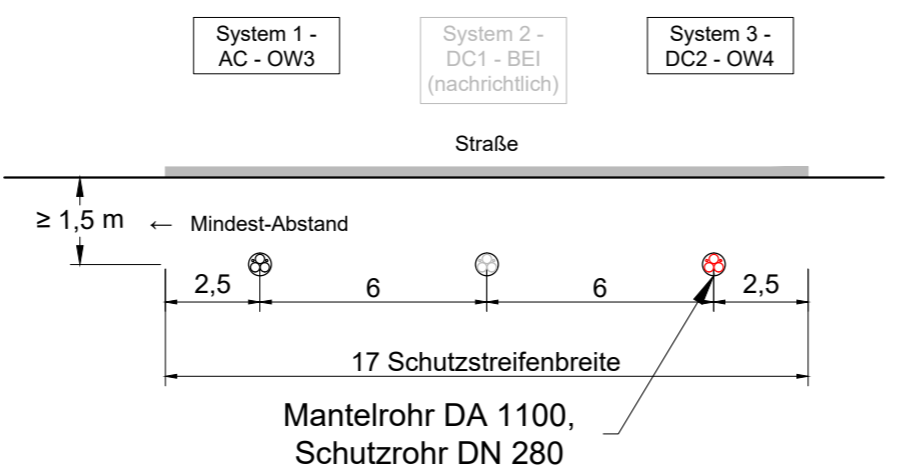 System 1 -
AC - OW3
System 2 -
DC1 - BEI
(nachrichtlich)
System 3 -
DC2 - OW4
Straße
≥ 1,5 m
← Mindest-Abstand
2,5
6
6
2,5
17 Schutzstreifenbreite
Mantelrohr DA 1100,
Schutzrohr DN 280